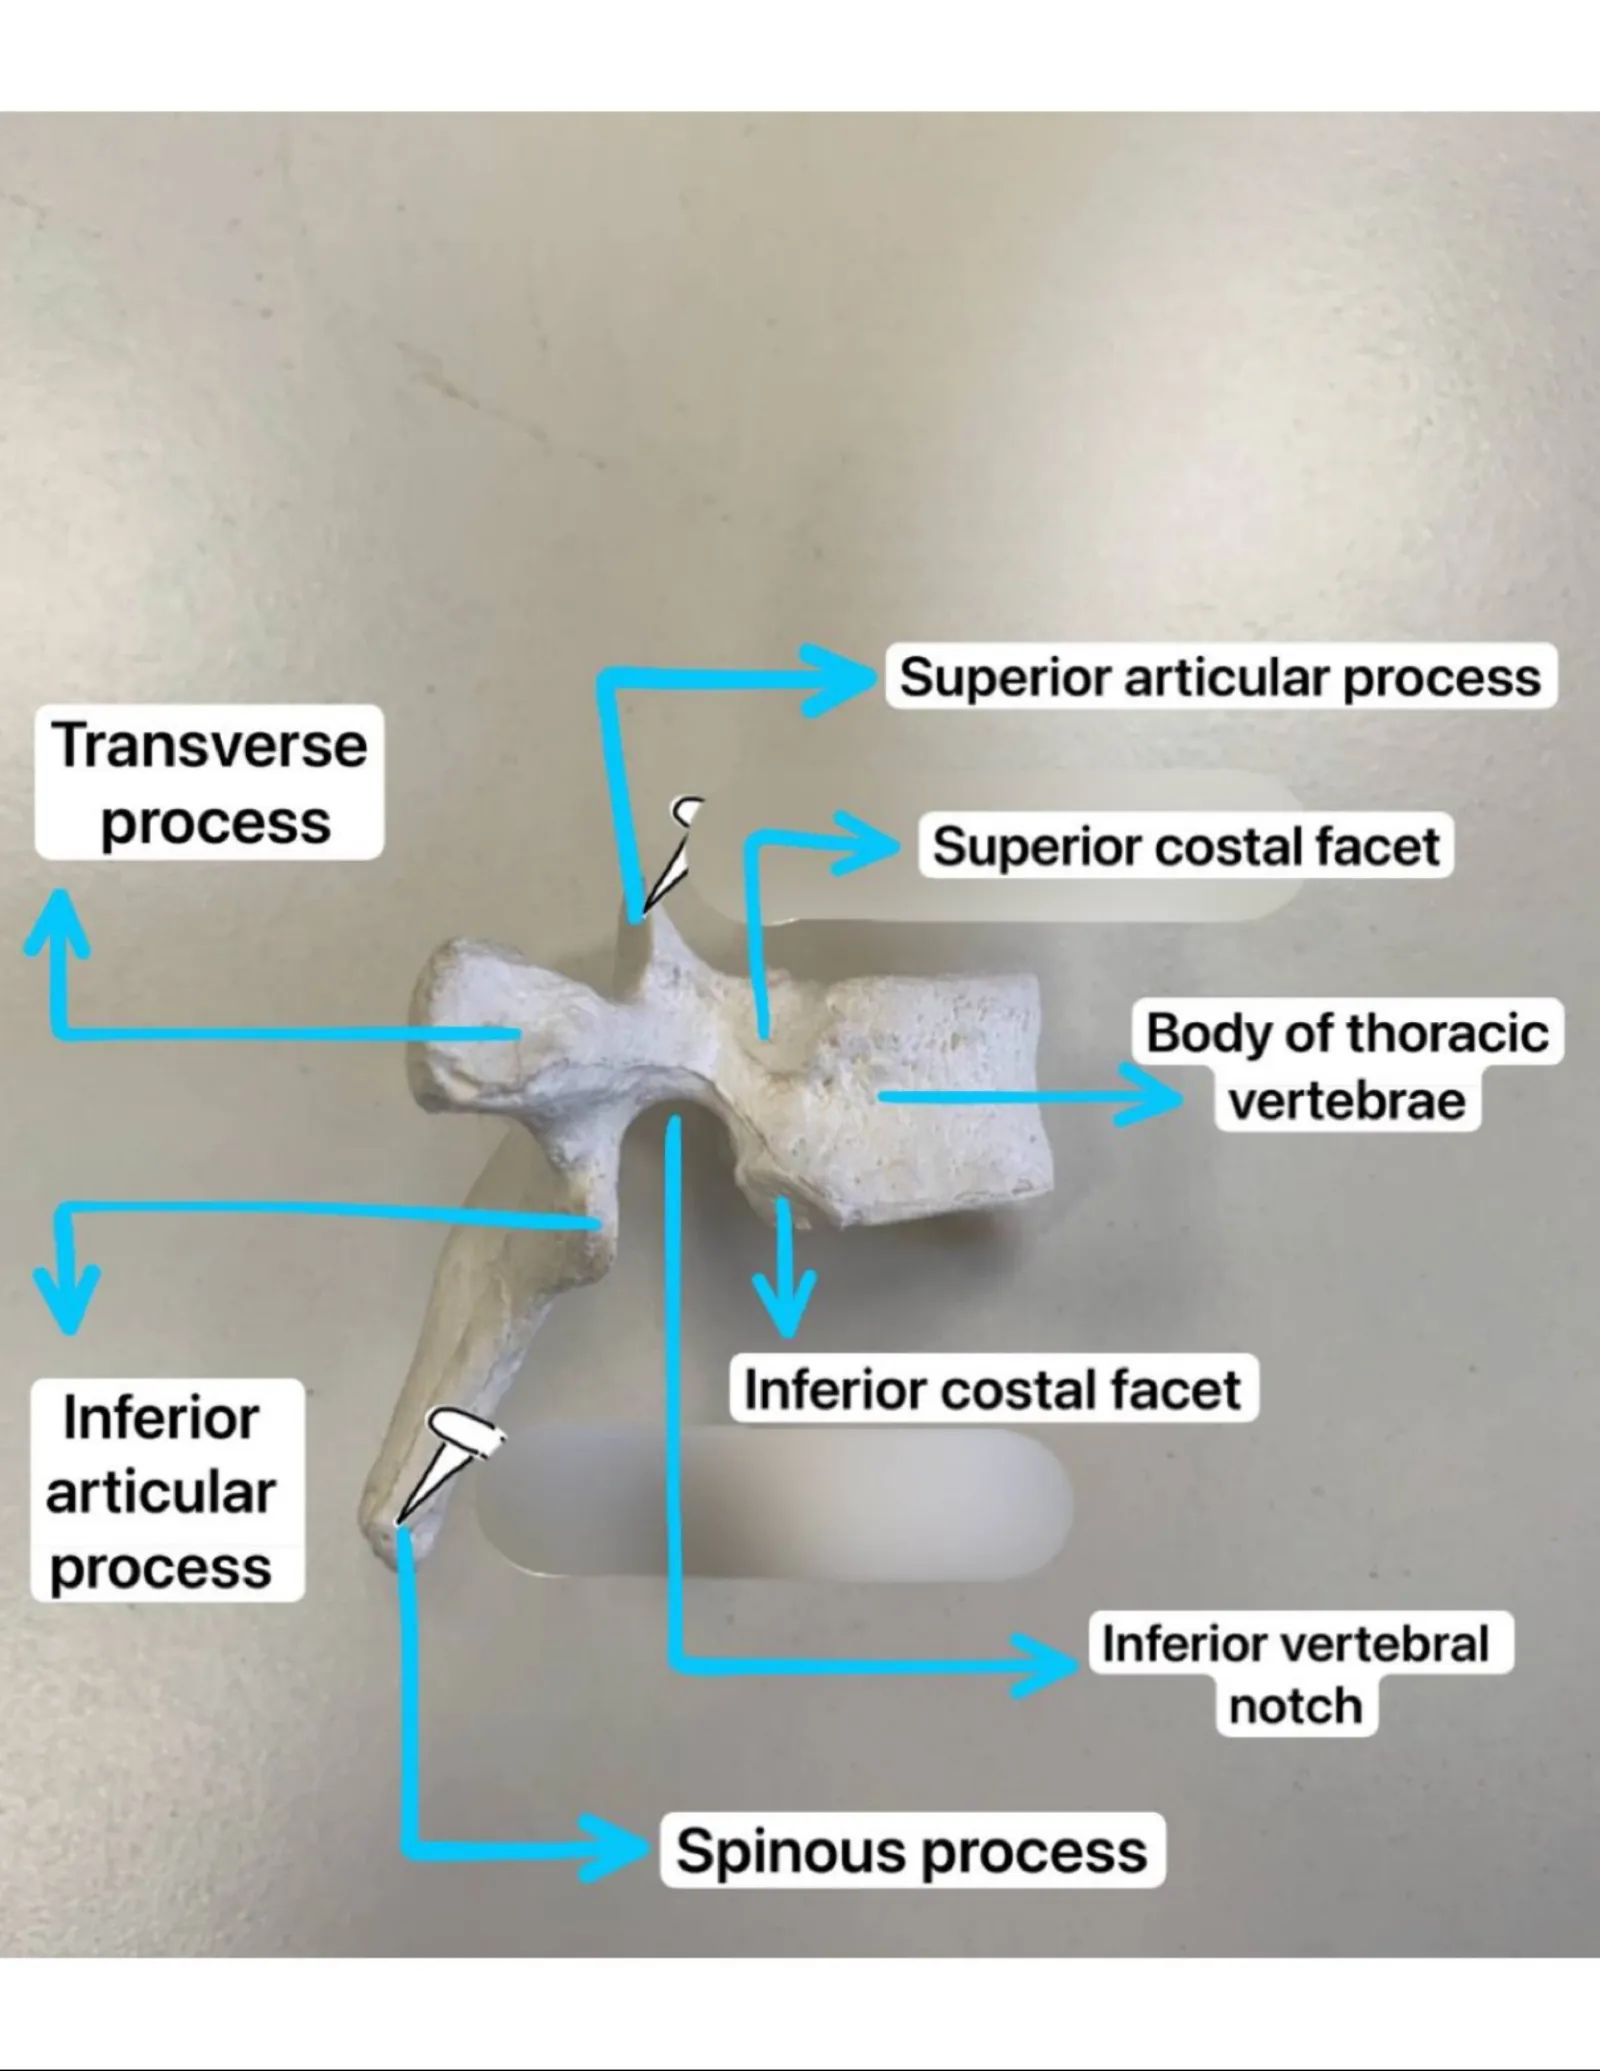 Superior articular process
Transverse
process
Superior costal facet
Body of thoracic
vertebrae
Inferior costal facet
Inferior
articular
process
Inferior vertebral
notch
Spinous process